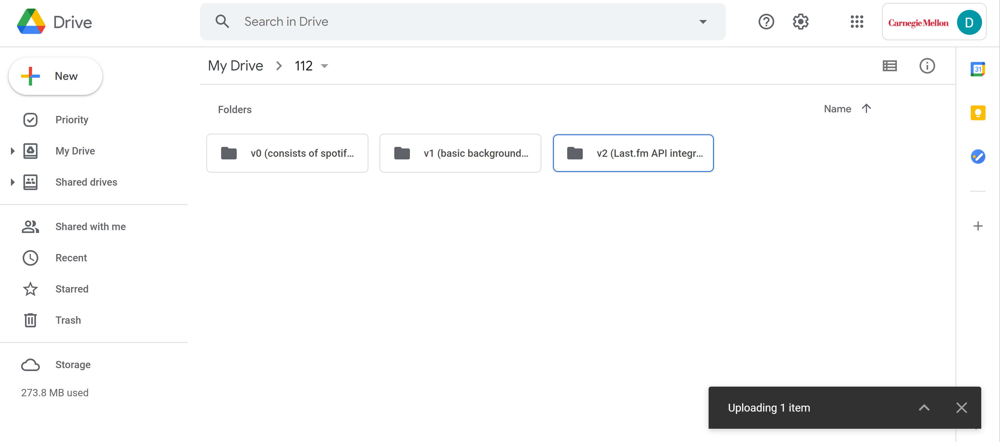 Drive
Search in Drive
Carnegie Mellon
D
New
My Drive
112
31
Priority
Folders
Name
My Drive
v0 (consists of spotif...
v1 (basic background...
v2 (Last.fm API integr...
Shared drives
Shared with me
Recent
Starred
Trash
Storage
273.8 MB used
Uploading 1 item